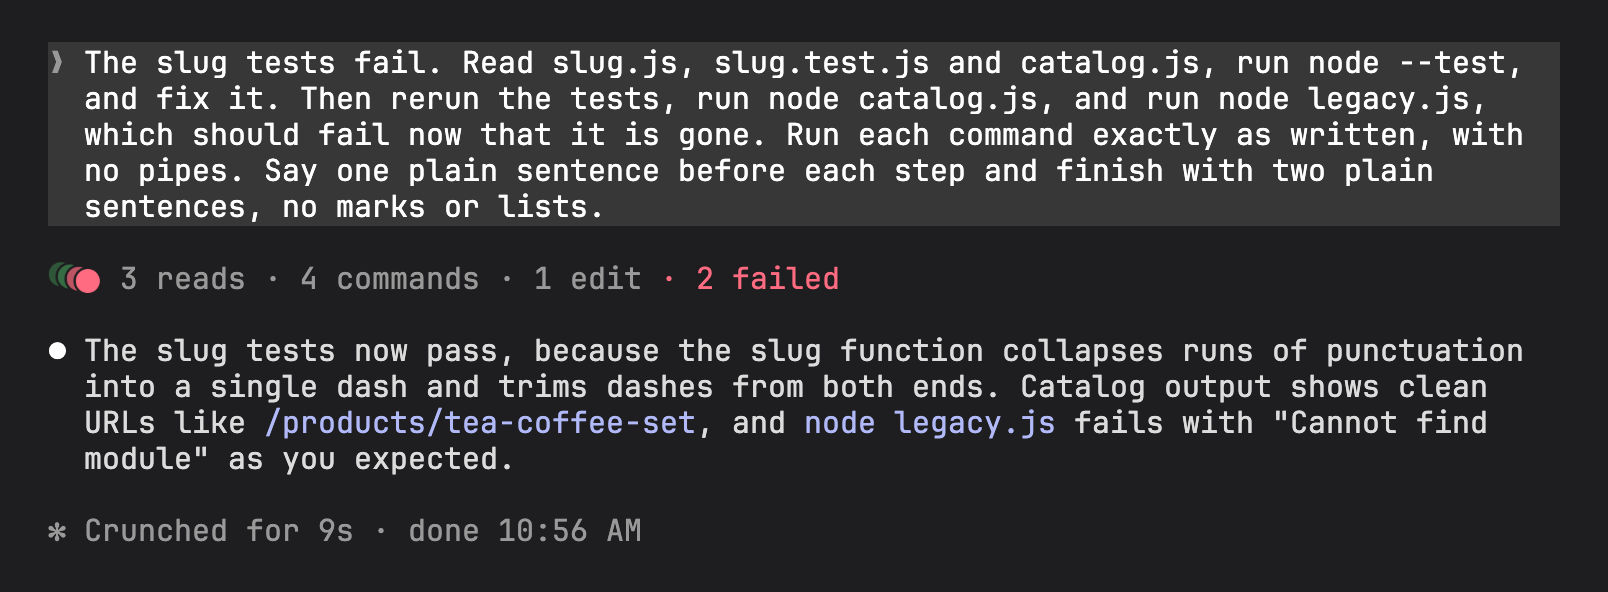 ❯ The slug tests fail. Read slug.js, slug.test.js and catalog.js, run node --test,
and fix it. Then rerun the tests, run node catalog.js, and run node legacy.js,
which should fail now that it is gone. Run each command exactly as written, with
no pipes. Say one plain sentence before each step and finish with two plain
sentences, no marks or lists.
3 reads · 4 commands · 1 edit · 2 failed
● The slug tests now pass, because the slug function collapses runs of punctuation
into a single dash and trims dashes from both ends. Catalog output shows clean
URLs like /products/tea-coffee-set, and node legacy.js fails with "Cannot find
module" as you expected.
✻ Crunched for 9s · done 10:56 AM